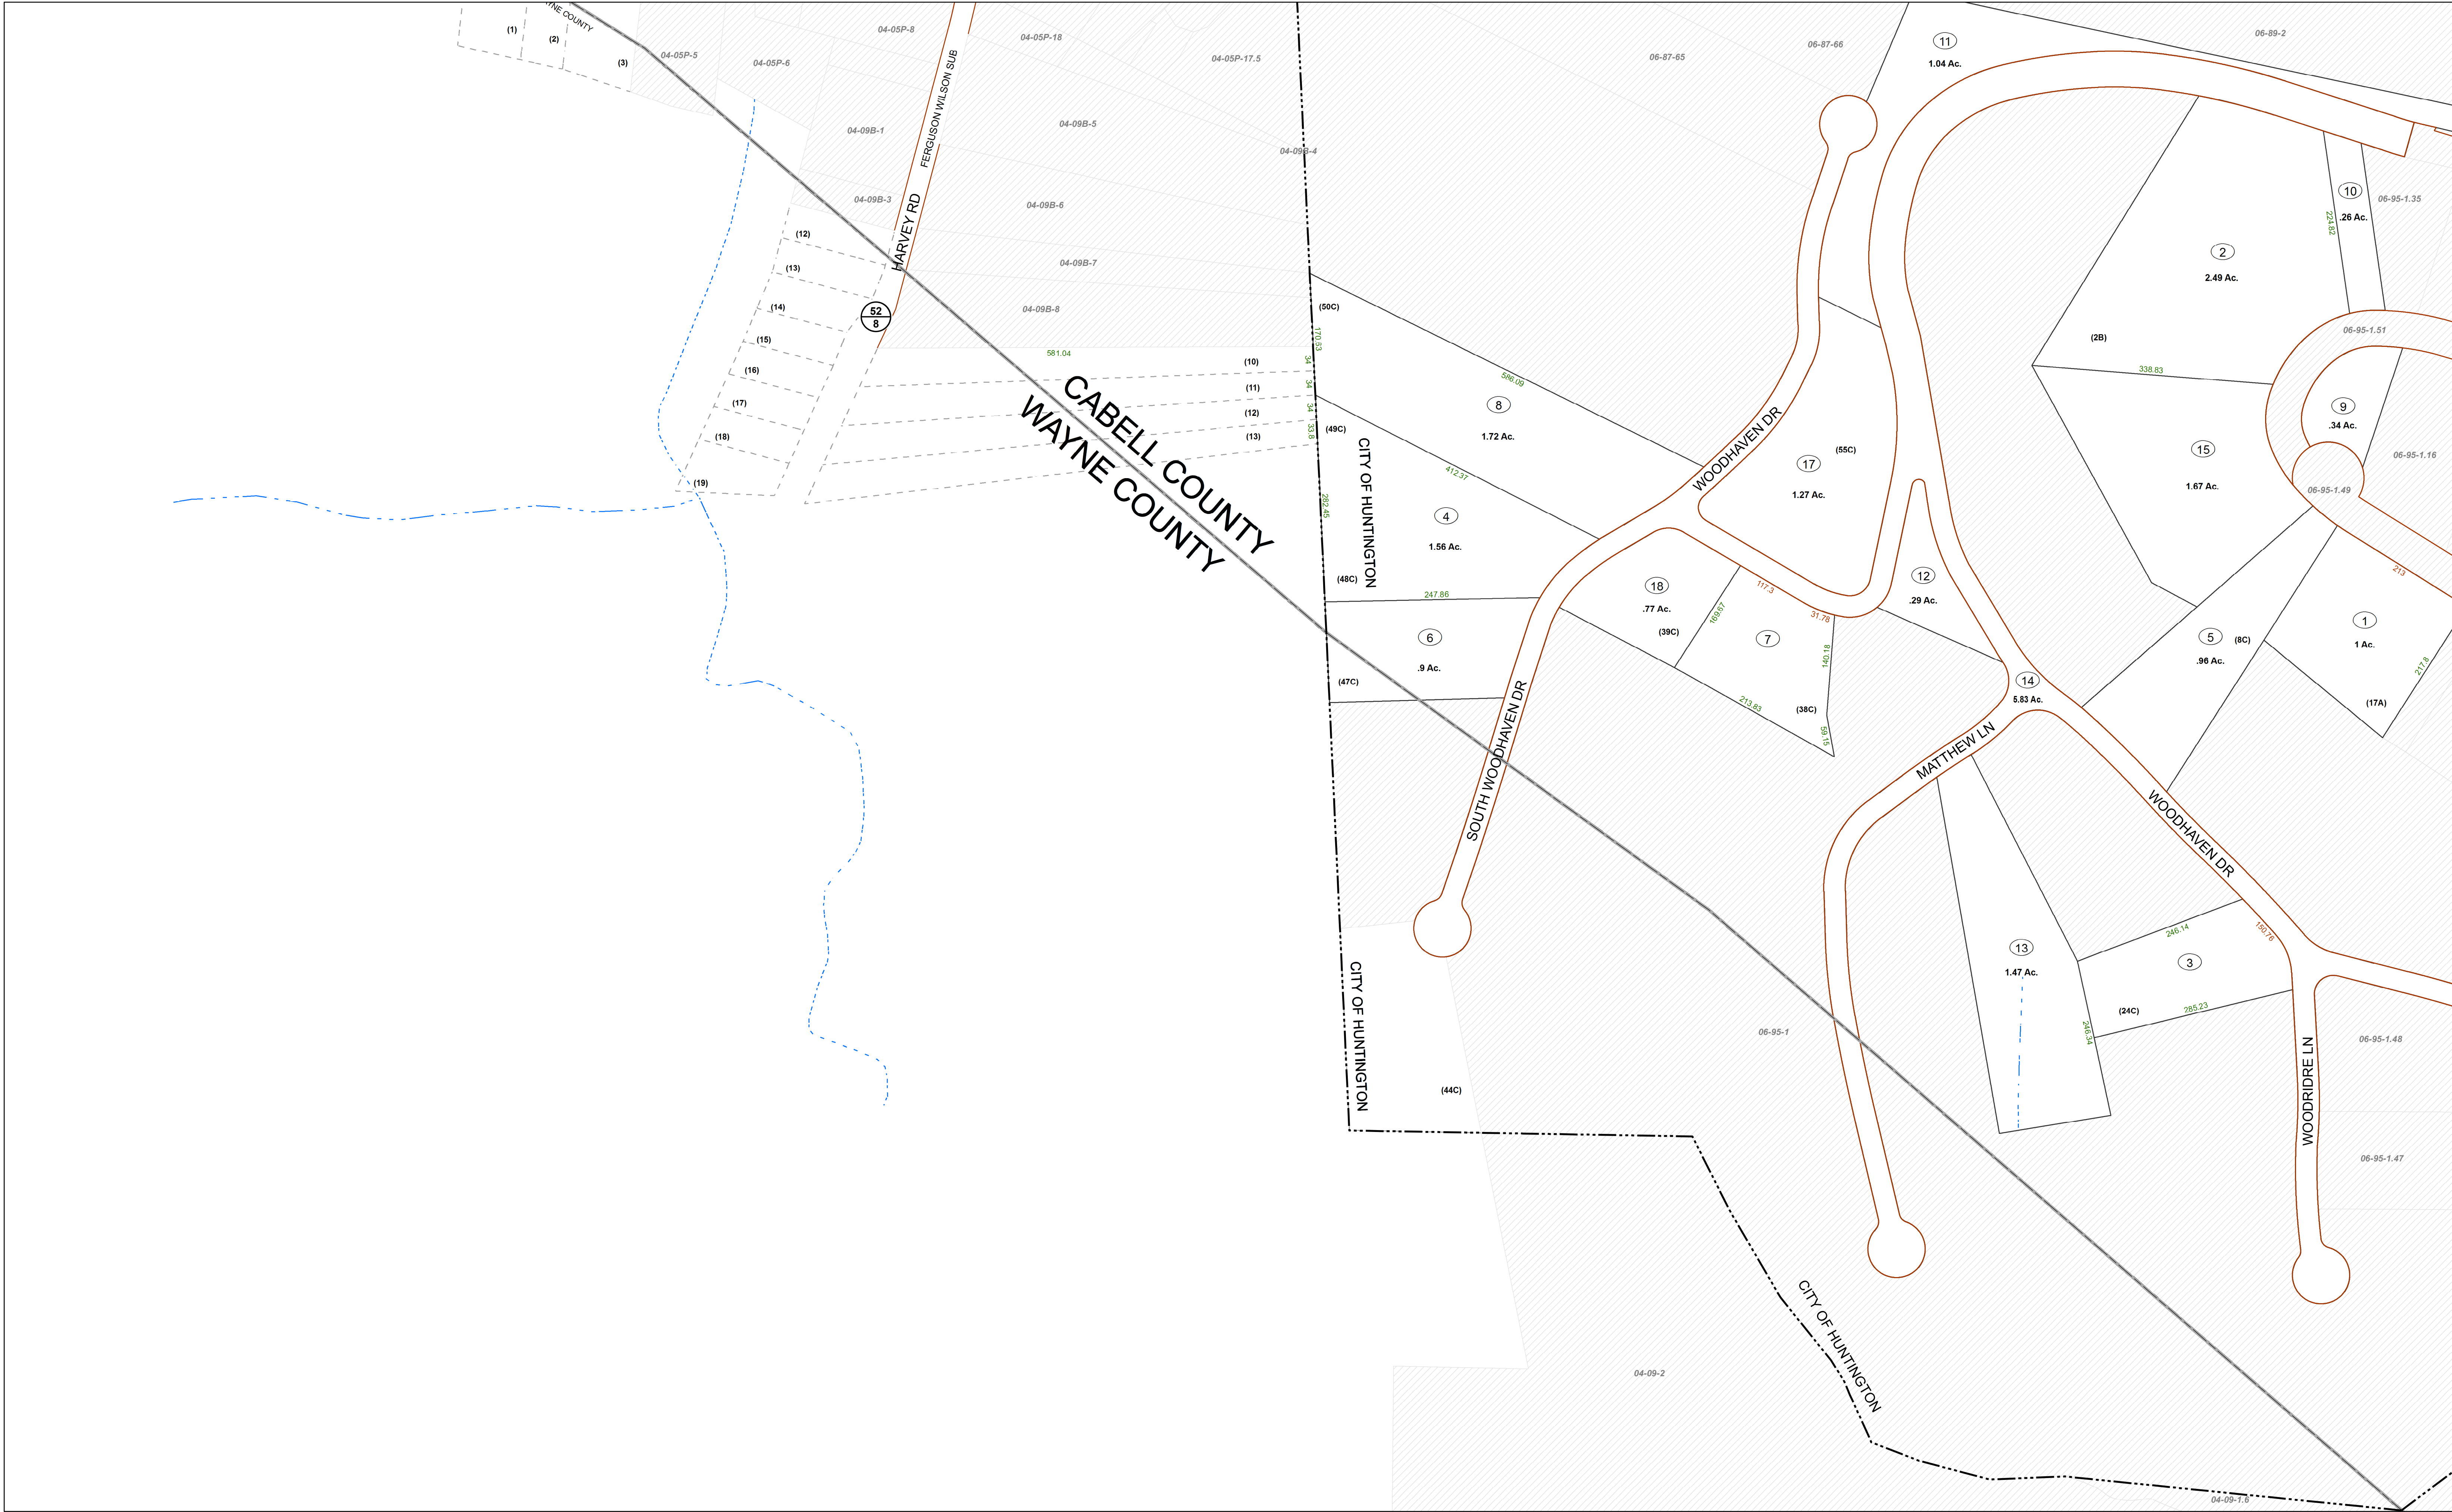 (1)
(2)
(3)
YNE COUNTY
04-05P-5
04-05P-6
04-05P-8
04-05P-18
04-05P-17.5
06-87-65
06-87-66
11
1.04 Ac.
06-89-2
FERGUSON WILSON SUB
HARVEY RD
04-09B-1
04-09B-5
04-09B-4
04-09B-3
04-09B-6
04-09B-7
04-09B-8
(12)
(13)
(14)
(15)
(16)
(17)
(18)
(19)
52
8
581.04
(10)
(11)
(12)
(13)
170.63
34
34
34
33.8
282.45
CABELL COUNTY
WAYNE COUNTY
CITY OF HUNTINGTON
(50C)
586.09
8
1.72 Ac.
(49C)
412.37
4
1.56 Ac.
(48C)
247.86
6
.9 Ac.
(47C)
WOODHAVEN DR
SOUTH WOODHAVEN DR
17
(55C)
1.27 Ac.
18
.77 Ac.
(39C)
169.67
117.3
31.78
7
140.18
(38C)
213.83
59.15
12
.29 Ac.
14
5.83 Ac.
MATTHEW LN
WOODHAVEN DR
2
2.49 Ac.
(2B)
338.83
10
.26 Ac.
224.82
06-95-1.35
06-95-1.51
9
.34 Ac.
06-95-1.16
06-95-1.49
15
1.67 Ac.
213
5
(8C)
.96 Ac.
1
1 Ac.
217.8
(17A)
13
1.47 Ac.
246.14
150.76
3
(24C)
285.23
246.34
WOODRIDRE LN
06-95-1.48
06-95-1.47
06-95-1
CITY OF HUNTINGTON
(44C)
CITY OF HUNTINGTON
04-09-2
04-09-1.6